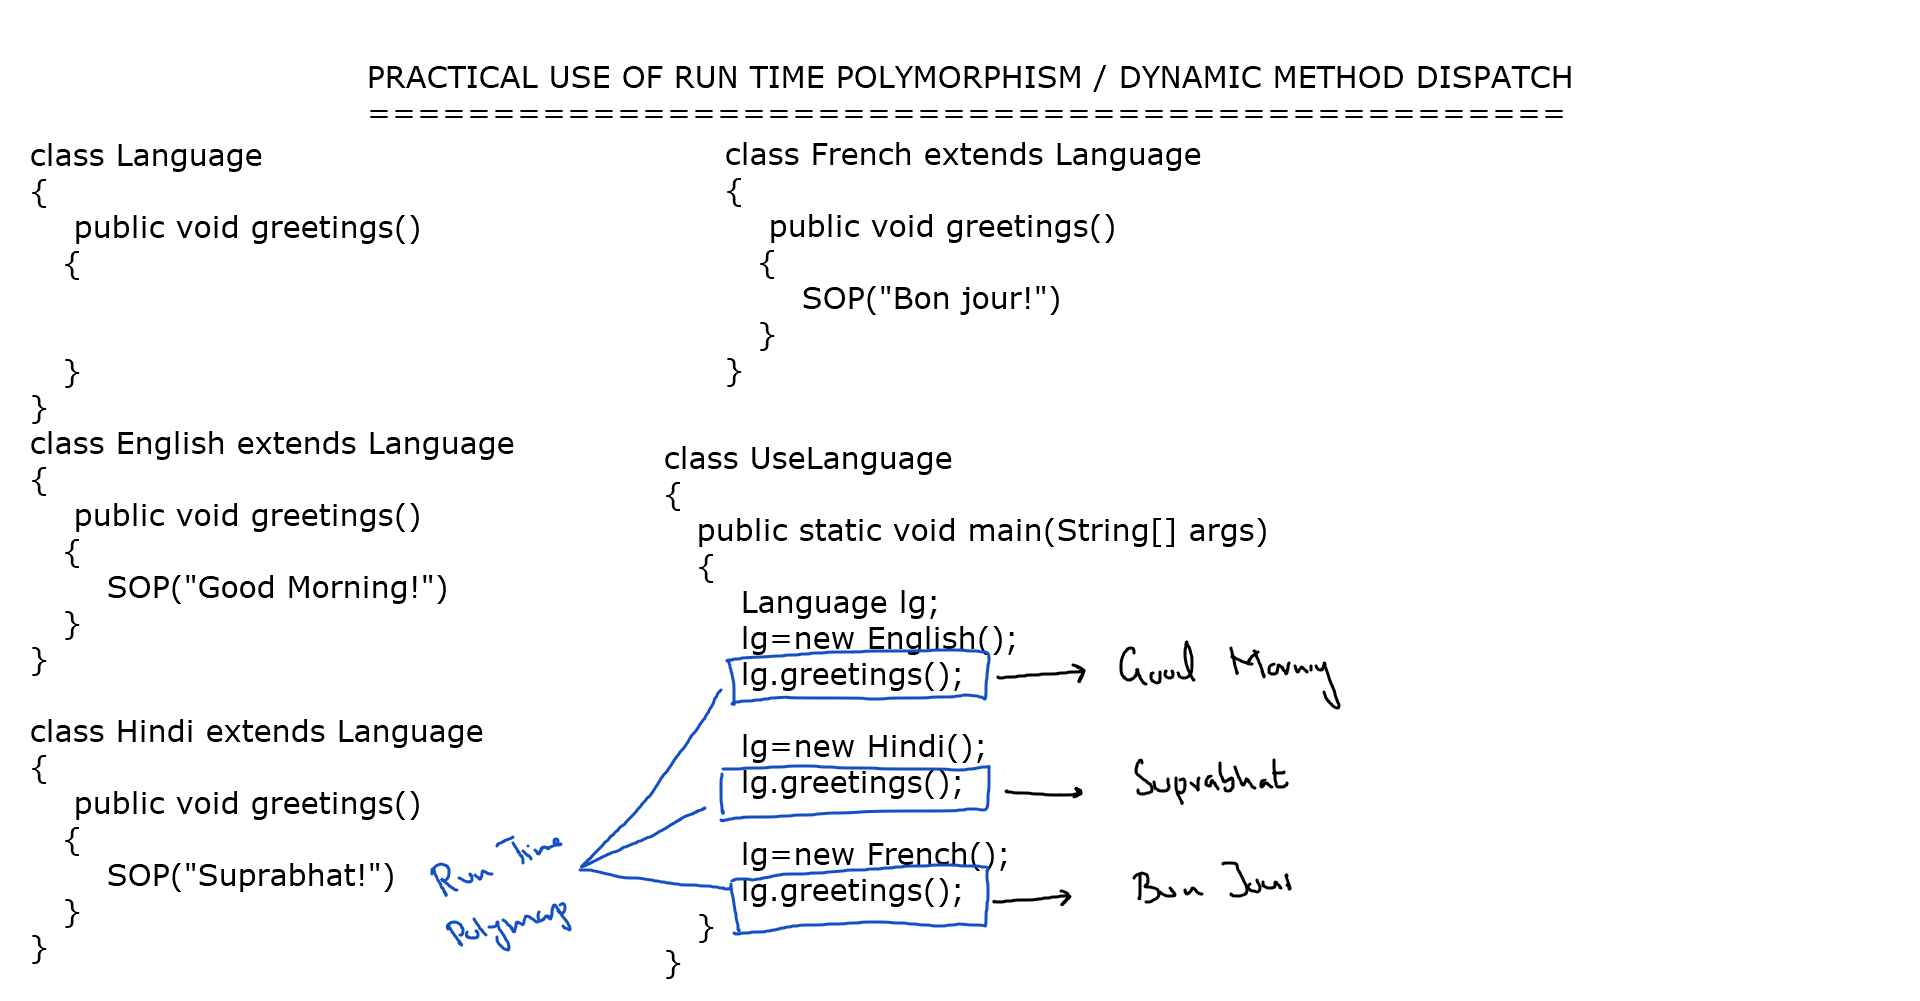 PRACTICAL USE OF RUN TIME POLYMORPHISM / DYNAMIC METHOD DISPATCH
================================================
class Language
{
public void greetings()
{
}
}
class English extends Language
{
public void greetings()
{
SOP("Good Morning!")
}
}
class Hindi extends Language
{
public void greetings()
{
SOP("Suprabhat!")
}
}
Run Time
Polymorp
class French extends Language
{
public void greetings()
{
SOP("Bon jour!")
}
}
class UseLanguage
{
public static void main(String[] args)
{
Language lg;
lg=new English();
lg.greetings(); Good Morning
lg=new Hindi();
lg.greetings(); Suprabhat
lg=new French();
lg.greetings(); Bon Jour
}
}